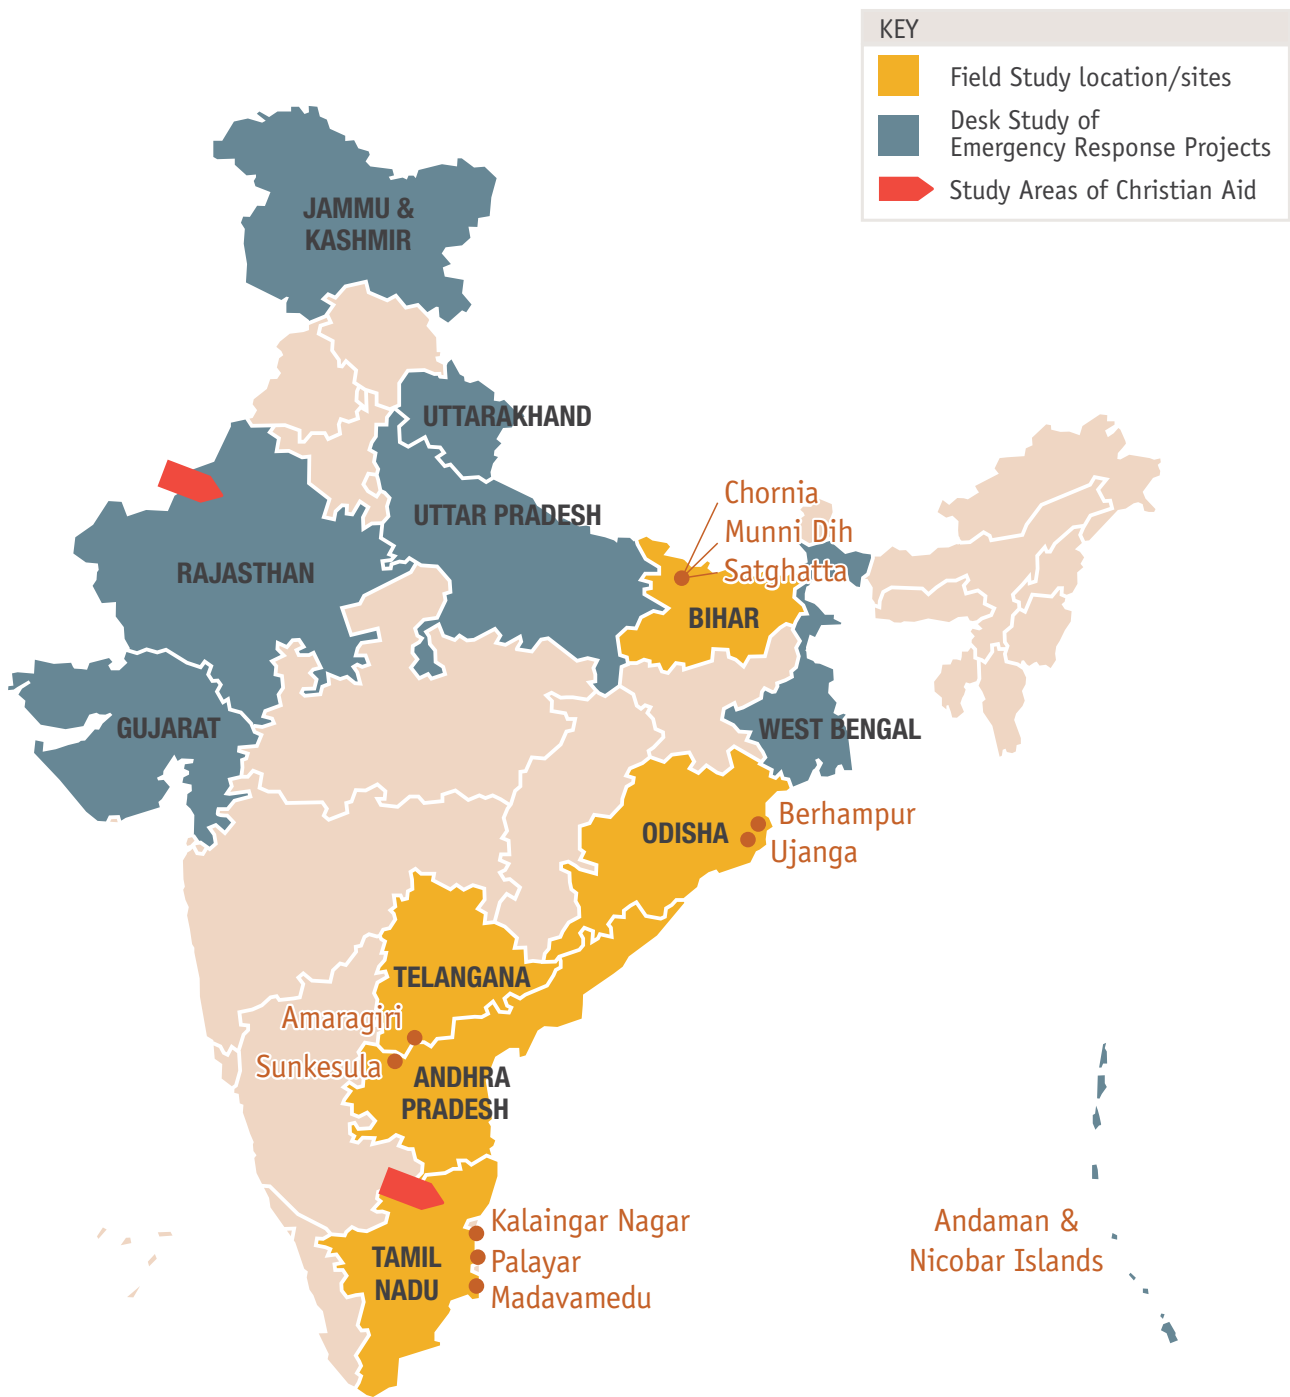 KEY
Field Study location/sites
Desk Study of
Emergency Response Projects
Study Areas of Christian Aid
JAMMU &
KASHMIR
UTTARAKHAND
UTTAR PRADESH
Chornia
Munni Dih
Satghatta
RAJASTHAN
BIHAR
GUJARAT
WEST BENGAL
ODISHA
Berhampur
Ujanga
TELANGANA
Amaragiri
Sunkesula
ANDHRA
PRADESH
Kalaingar Nagar
Palayar
Madavamedu
TAMIL
NADU
Andaman &
Nicobar Islands